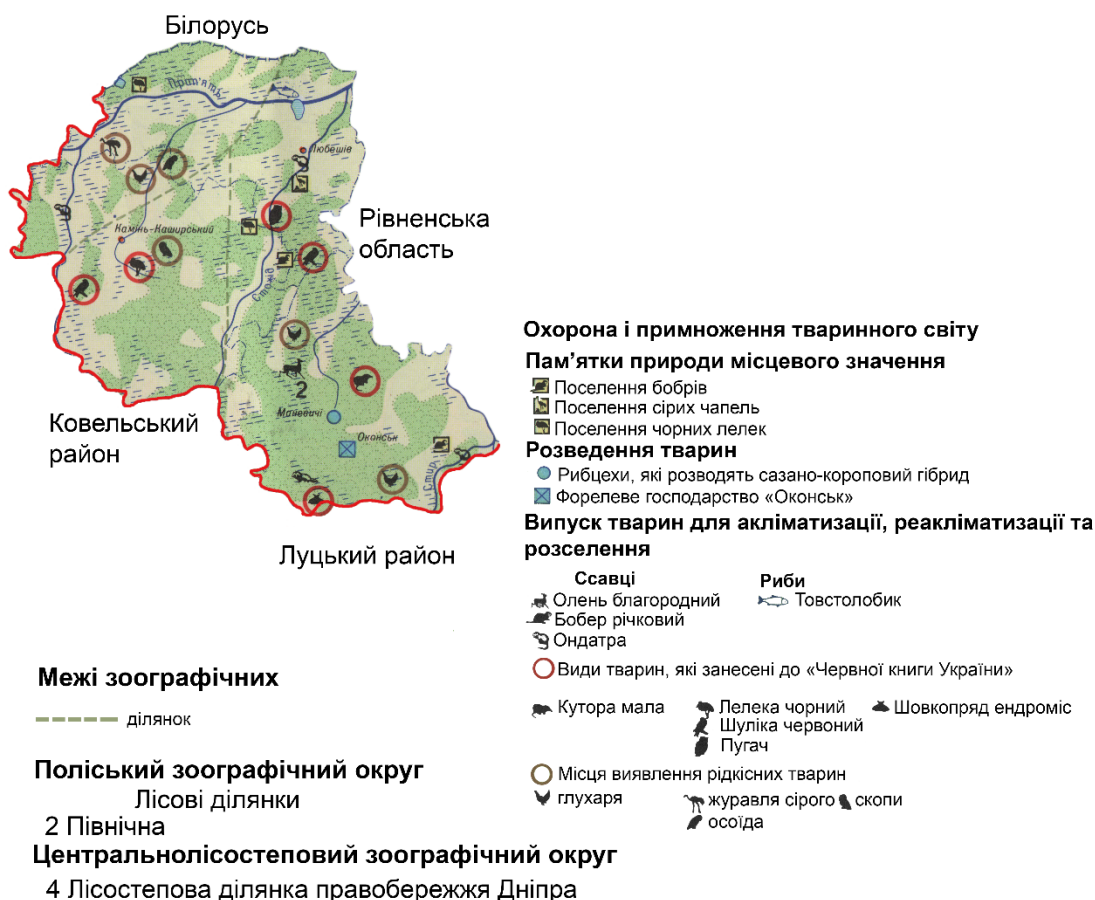 Білорусь
Прип'ять
Любешів
Рівненська
область
Камінь-Каширський
Стохід
2
Маневичі
Оконськ
Стир
Ковельський
район
Луцький район
Охорона і примноження тваринного світу
Пам’ятки природи місцевого значення
Поселення бобрів
Поселення сірих чапель
Поселення чорних лелек
Розведення тварин
Рибцехи, які розводять сазано-короповий гібрид
Форелеве господарство «Оконськ»
Випуск тварин для акліматизації, реакліматизації та
розселення
Ссавці Риби
Олень благородний Товстолобик
Бобер річковий
Ондатра
Види тварин, які занесені до «Червної книги України»
Кутора мала Лелека чорний Шовкопряд ендроміс
Шуліка червоний
Пугач
Місця виявлення рідкісних тварин
глухаря журавля сірого скопи
осоїда
Межі зоографічних
ділянок
Поліський зоографічний округ
Лісові ділянки
2 Північна
Центральнолісостеповий зоографічний округ
4 Лісостепова ділянка правобережжя Дніпра